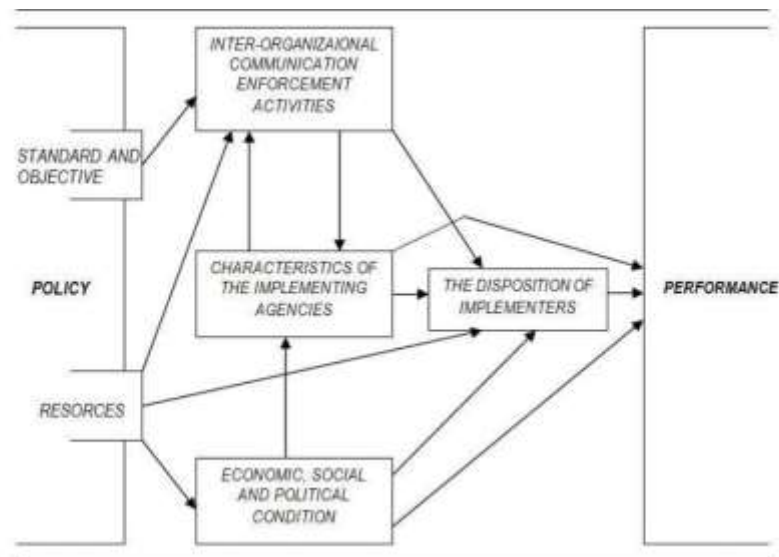 INTER-ORGANIZAIONAL
COMMUNICATION
ENFORCEMENT
ACTIVITIES
STANDARD AND
OBJECTIVE
POLICY
CHARACTERISTICS OF
THE IMPLEMENTING
AGENCIES
THE DISPOSITION OF
IMPLEMENTERS
PERFORMANCE
RESORCES
ECONOMIC, SOCIAL
AND POLITICAL
CONDITION